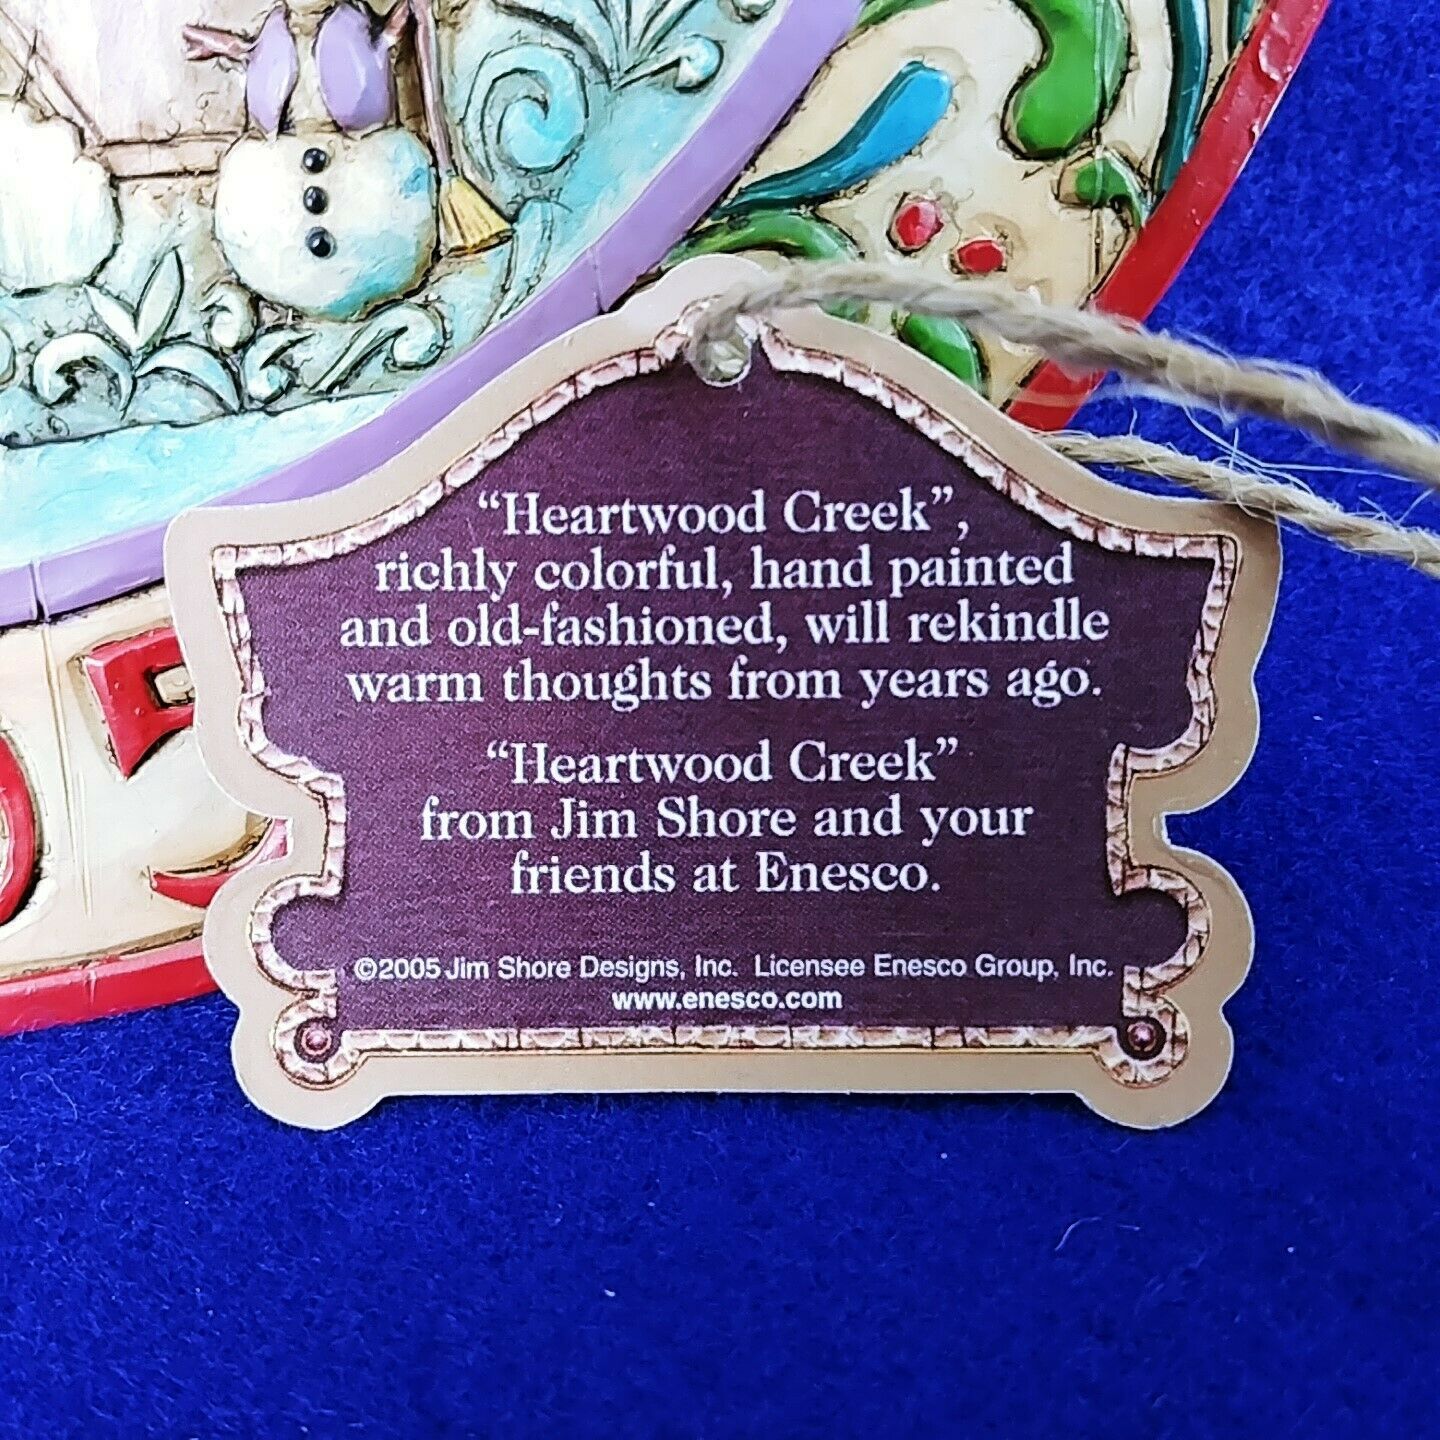 “Heartwood Creek”,
richly colorful, hand painted
and old-fashioned, will rekindle
warm thoughts from years ago.
“Heartwood Creek”
from Jim Shore and your
friends at Enesco.
©2005 Jim Shore Designs, Inc. Licensee Enesco Group, Inc.
www.enesco.com